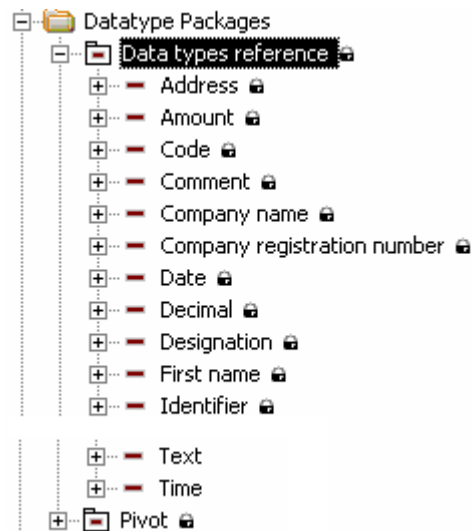 Datatype Packages
Data types reference
Address
Amount
Code
Comment
Company name
Company registration number
Date
Decimal
Designation
First name
Identifier
Text
Time
Pivot